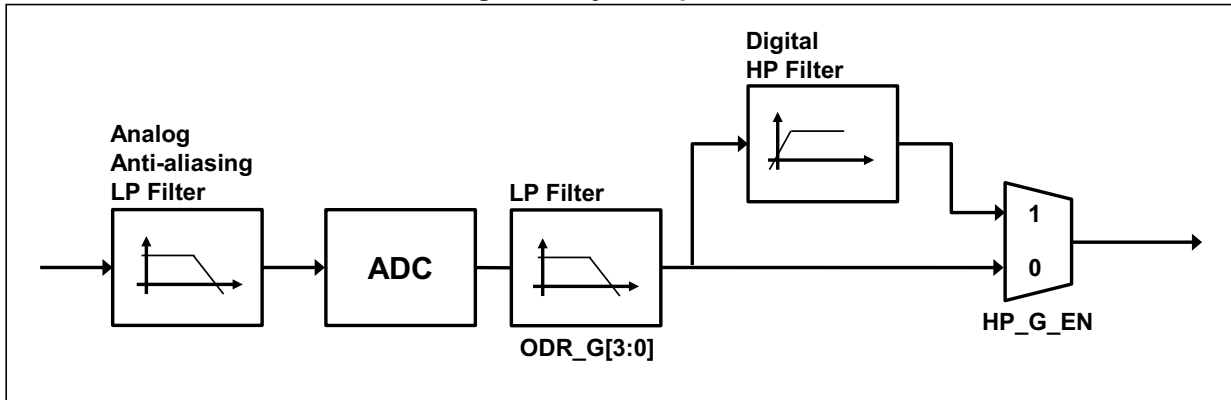 Digital
HP Filter
Analog
Anti-aliasing
LP Filter
LP Filter
ADC
1
0
HP_G_EN
ODR_G[3:0]